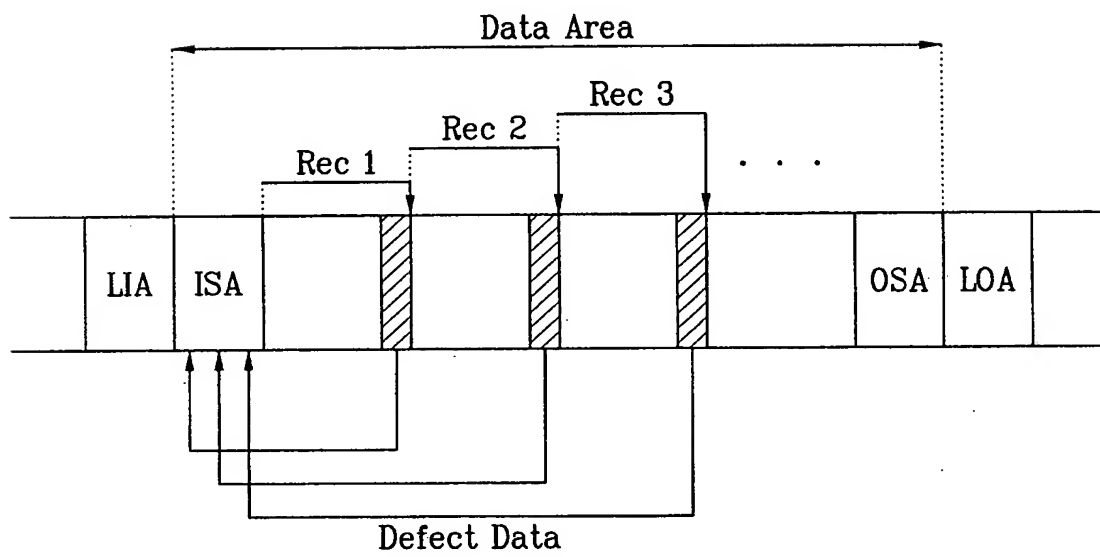 Data Area
Rec 3
Rec 2
Rec 1
. . .
LIA ISA OSA LOA
Defect Data